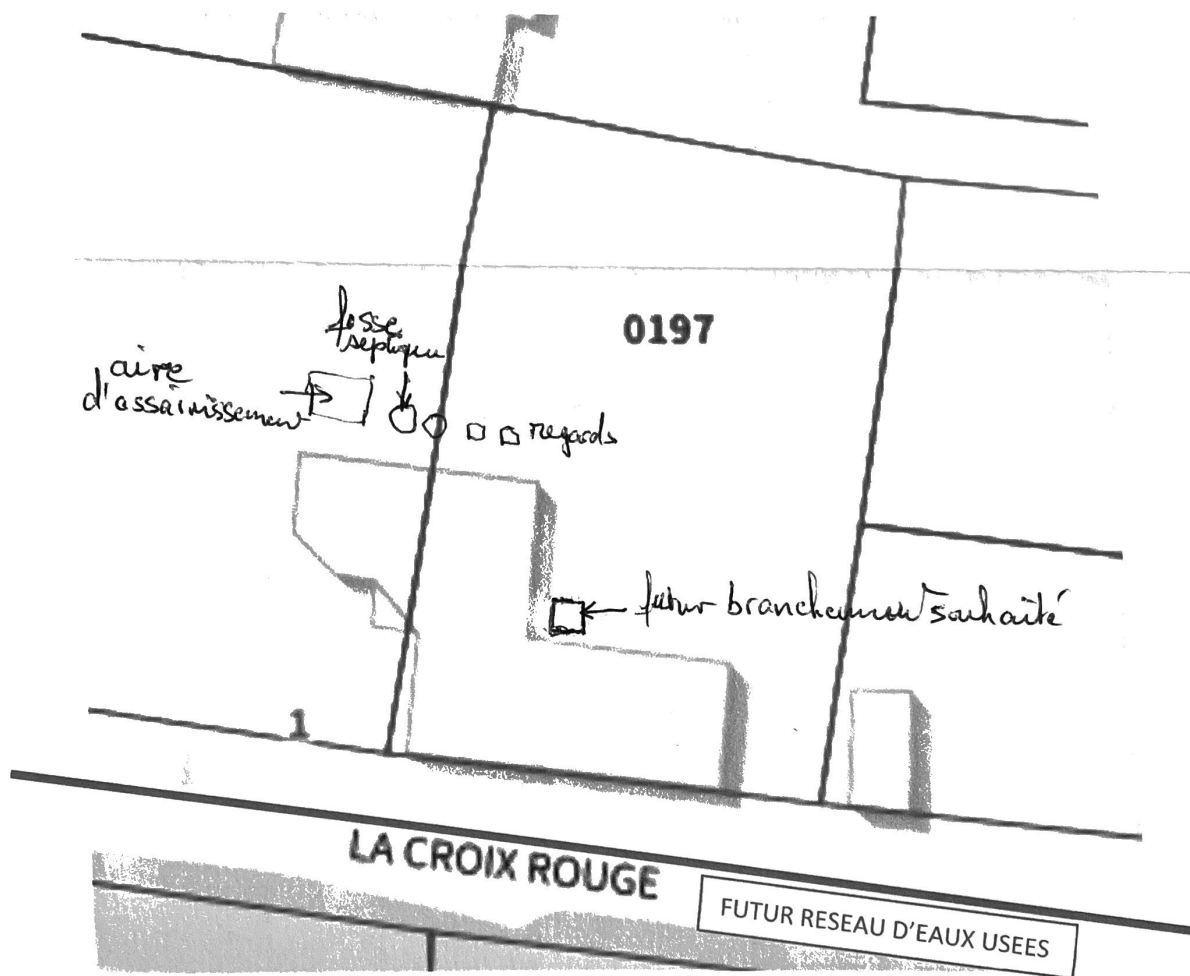 fosse
septique
0197
aire
d'assainissement
regards
futur branchement souhaité
1
LA CROIX ROUGE
FUTUR RESEAU D'EAUX USEES